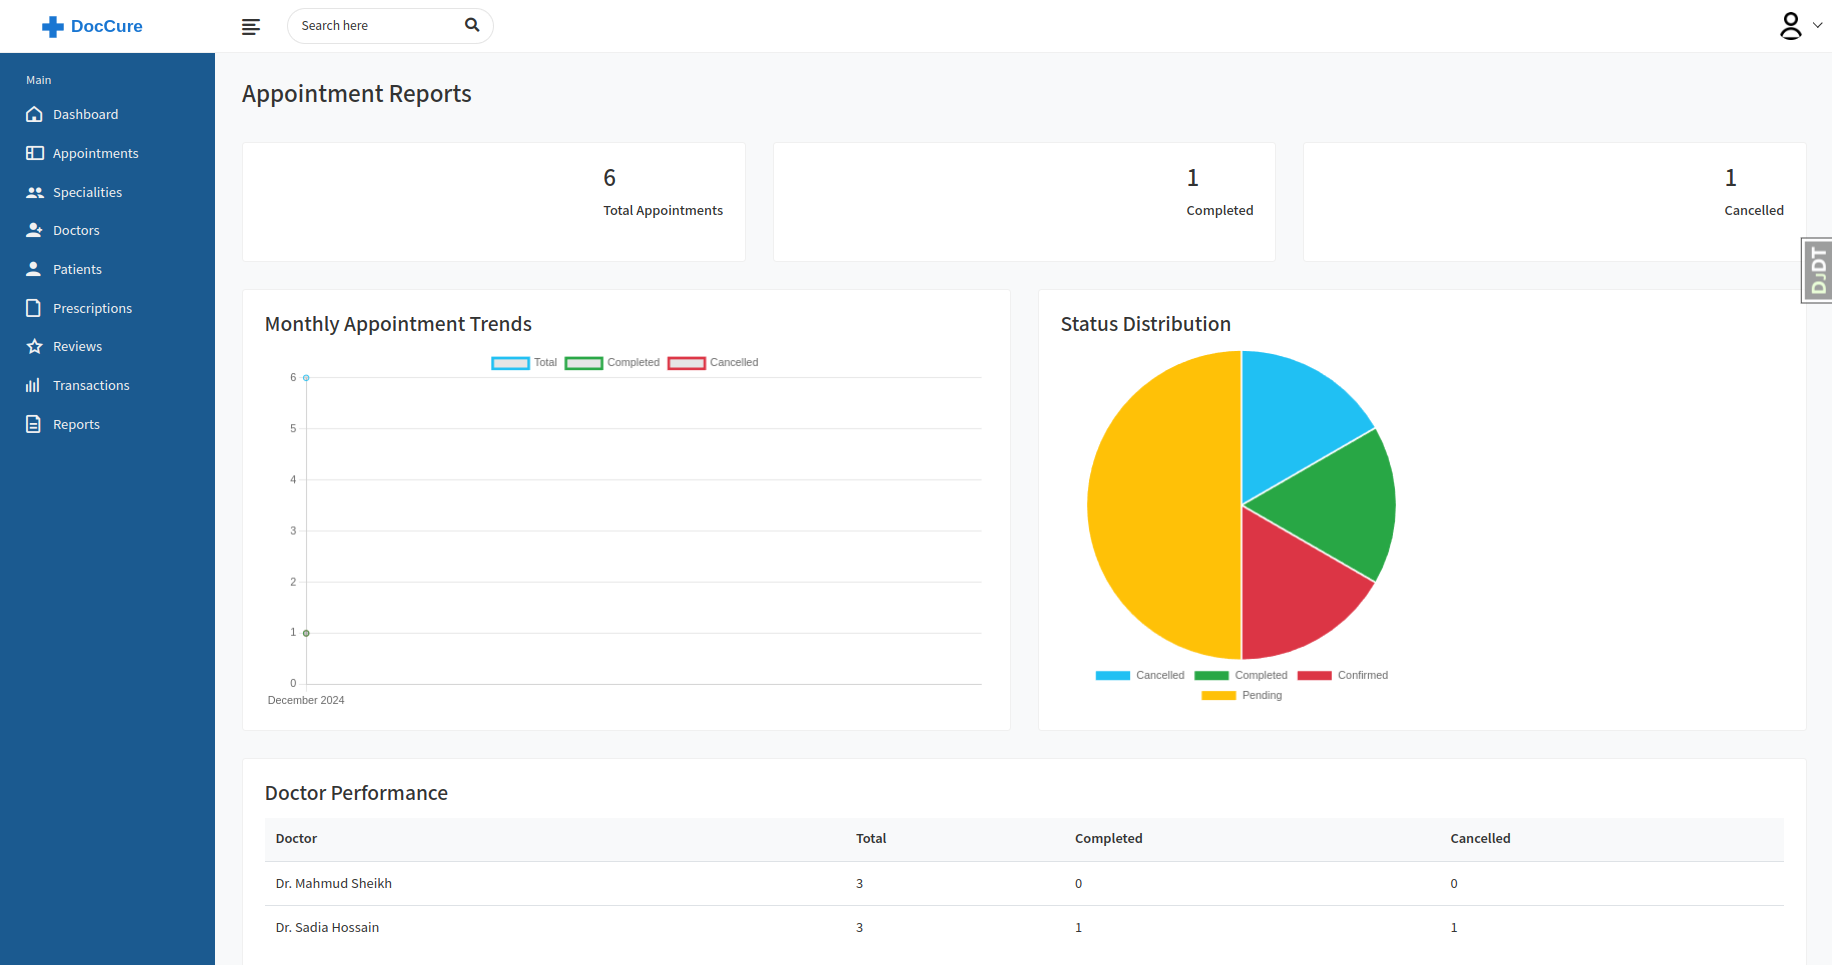 DocCure
Search here
Main
Dashboard
Appointments
Specialities
Doctors
Patients
Prescriptions
Reviews
Transactions
Reports
Appointment Reports
6
Total Appointments
1
Completed
1
Cancelled
DJDT
Monthly Appointment Trends
Total Completed Cancelled
6
5
4
3
2
1
0
December 2024
Status Distribution
Cancelled Completed Confirmed
Pending
Doctor Performance
Doctor Total Completed Cancelled
Dr. Mahmud Sheikh 3 0 0
Dr. Sadia Hossain 3 1 1